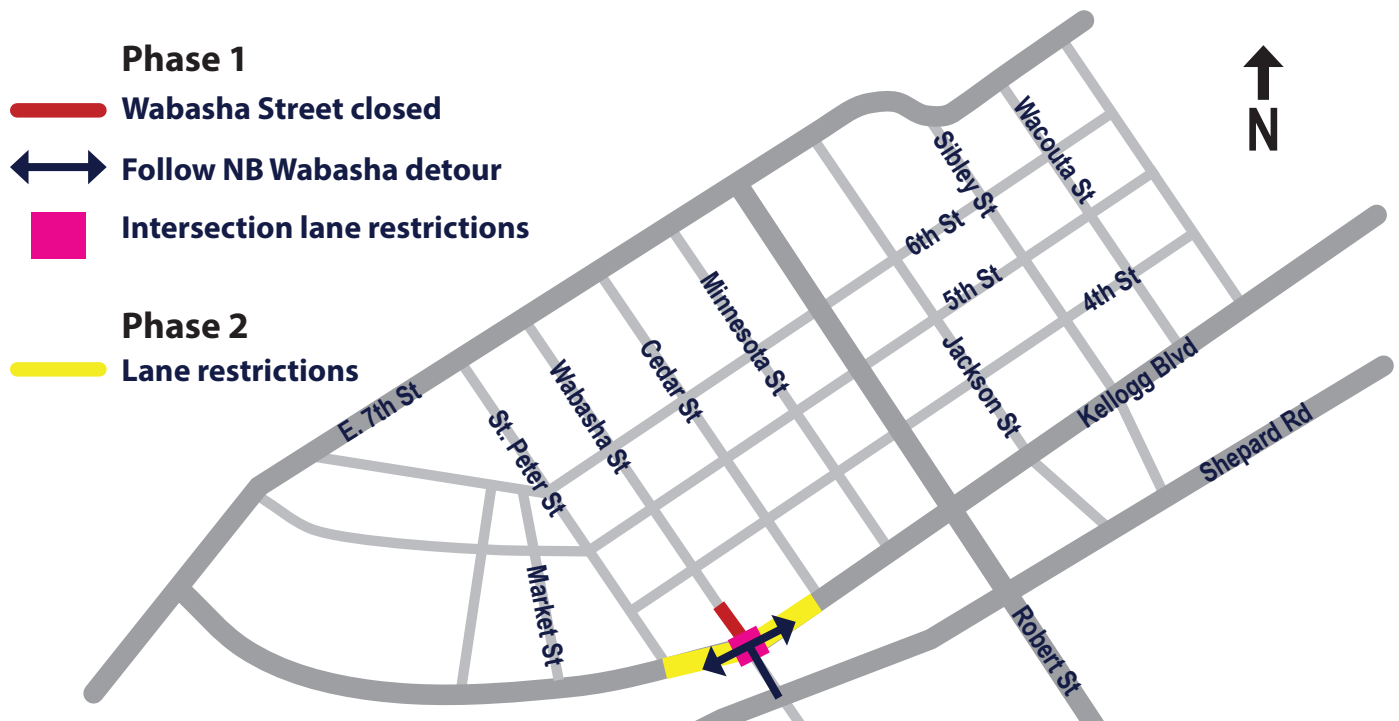 Phase 1
Wabasha Street closed
Follow NB Wabasha detour
Intersection lane restrictions
Phase 2
Lane restrictions
N
E. 7th St
St. Peter St
Wabasha St
Cedar St
Minnesota St
Market St
6th St
5th St
4th St
Sibley St
Wacouta St
Jackson St
Kellogg Blvd
Shepard Rd
Robert St